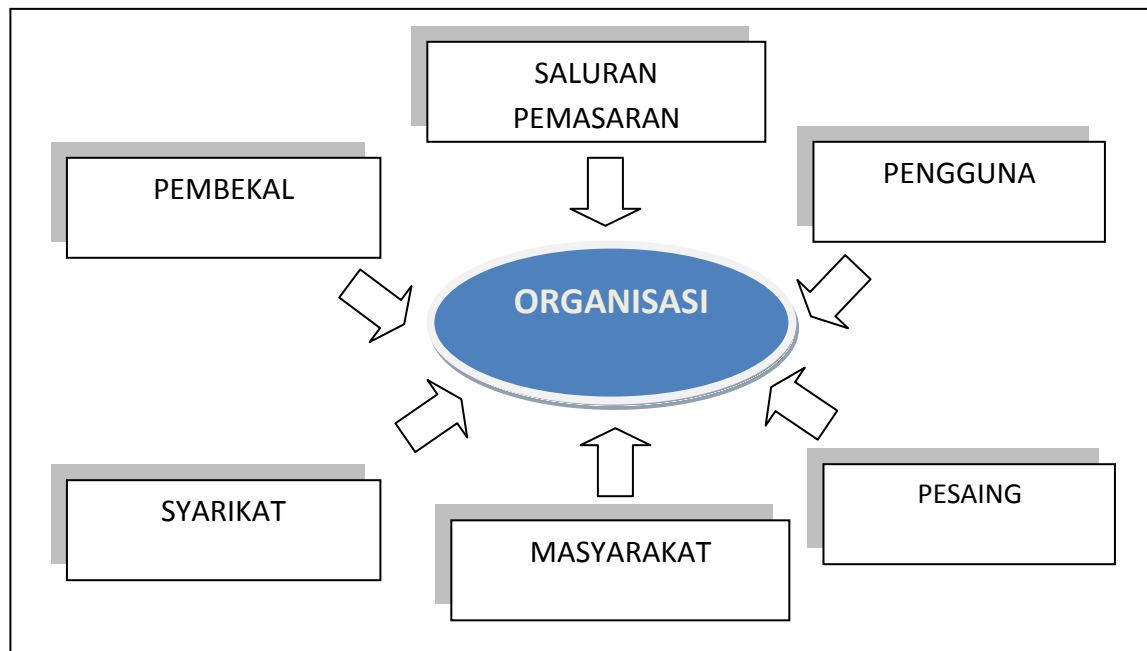 SALURAN
PEMASARAN
PEMBEKAL
PENGGUNA
ORGANISASI
SYARIKAT
MASYARAKAT
PESAING